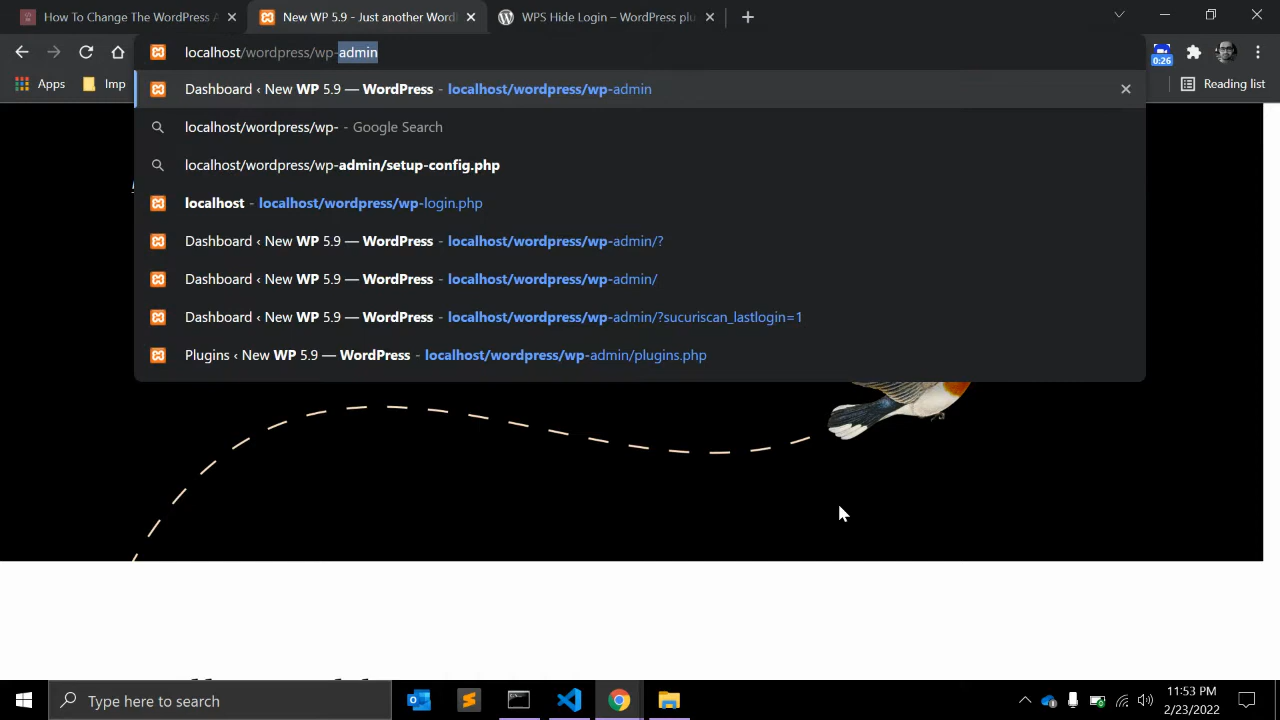 How To Change The WordPress A
New WP 5.9 - Just another Word
WPS Hide Login – WordPress plu
localhost/wordpress/wp-admin
0:26
Apps
Imp
Reading list
Dashboard ‹ New WP 5.9 — WordPress - localhost/wordpress/wp-admin
localhost/wordpress/wp- - Google Search
localhost/wordpress/wp-admin/setup-config.php
localhost - localhost/wordpress/wp-login.php
Dashboard ‹ New WP 5.9 — WordPress - localhost/wordpress/wp-admin/?
Dashboard ‹ New WP 5.9 — WordPress - localhost/wordpress/wp-admin/
Dashboard ‹ New WP 5.9 — WordPress - localhost/wordpress/wp-admin/?sucuriscan_lastlogin=1
Plugins ‹ New WP 5.9 — WordPress - localhost/wordpress/wp-admin/plugins.php
Type here to search
11:53 PM
2/23/2022